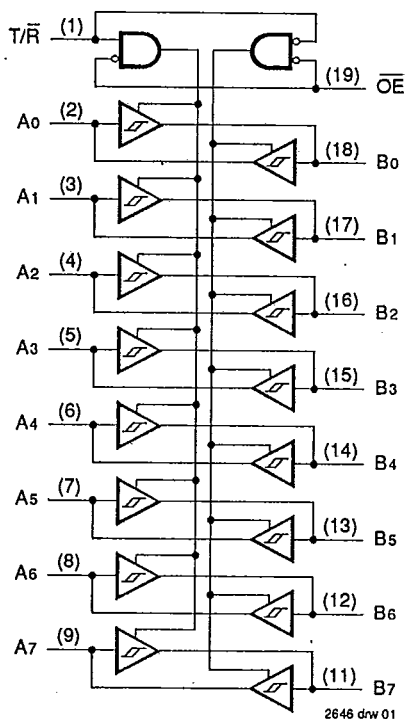 T/R̅ (1)
(19) O̅E̅
A0 (2)
(18) B0
A1 (3)
(17) B1
A2 (4)
(16) B2
A3 (5)
(15) B3
A4 (6)
(14) B4
A5 (7)
(13) B5
A6 (8)
(12) B6
A7 (9)
(11) B7
2646 drw 01